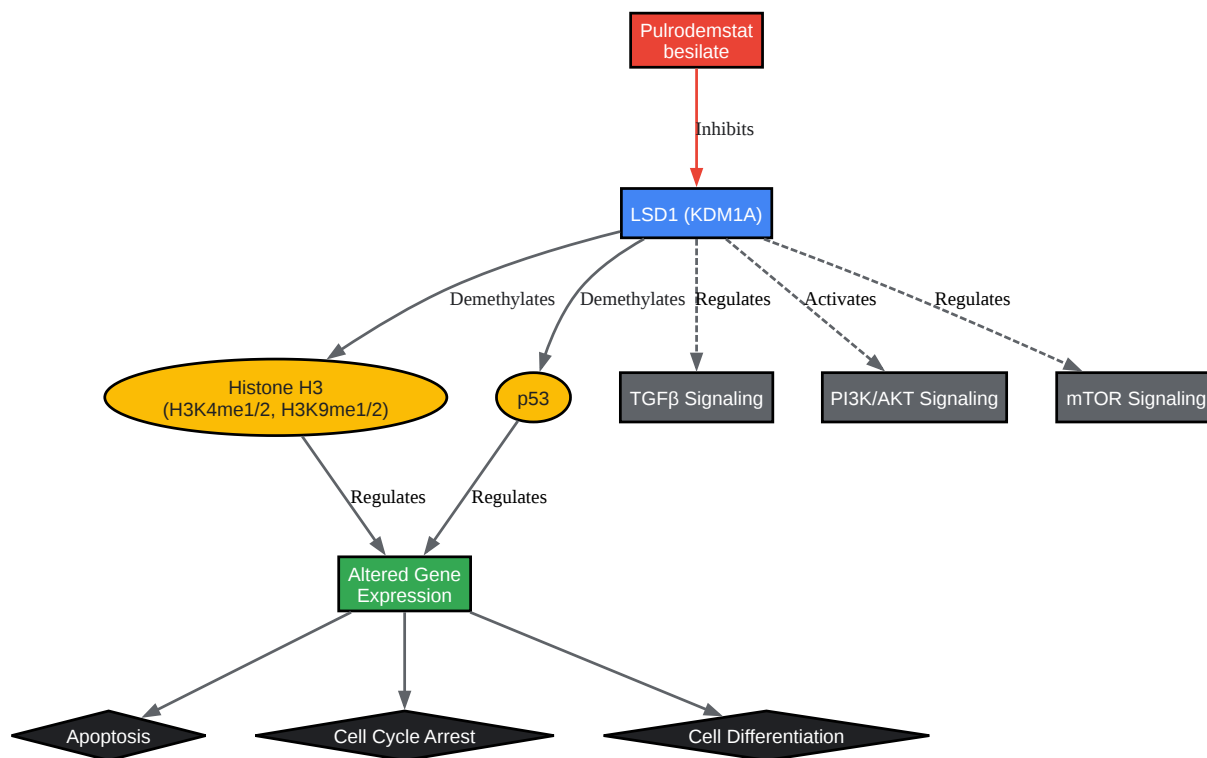 Pulrodemstat
besilate
Inhibits
LSD1 (KDM1A)
Demethylates
Demethylates
Regulates
Activates
Regulates
Histone H3
(H3K4me1/2, H3K9me1/2)
p53
TGFβ Signaling
PI3K/AKT Signaling
mTOR Signaling
Regulates
Regulates
Altered Gene
Expression
Apoptosis
Cell Cycle Arrest
Cell Differentiation